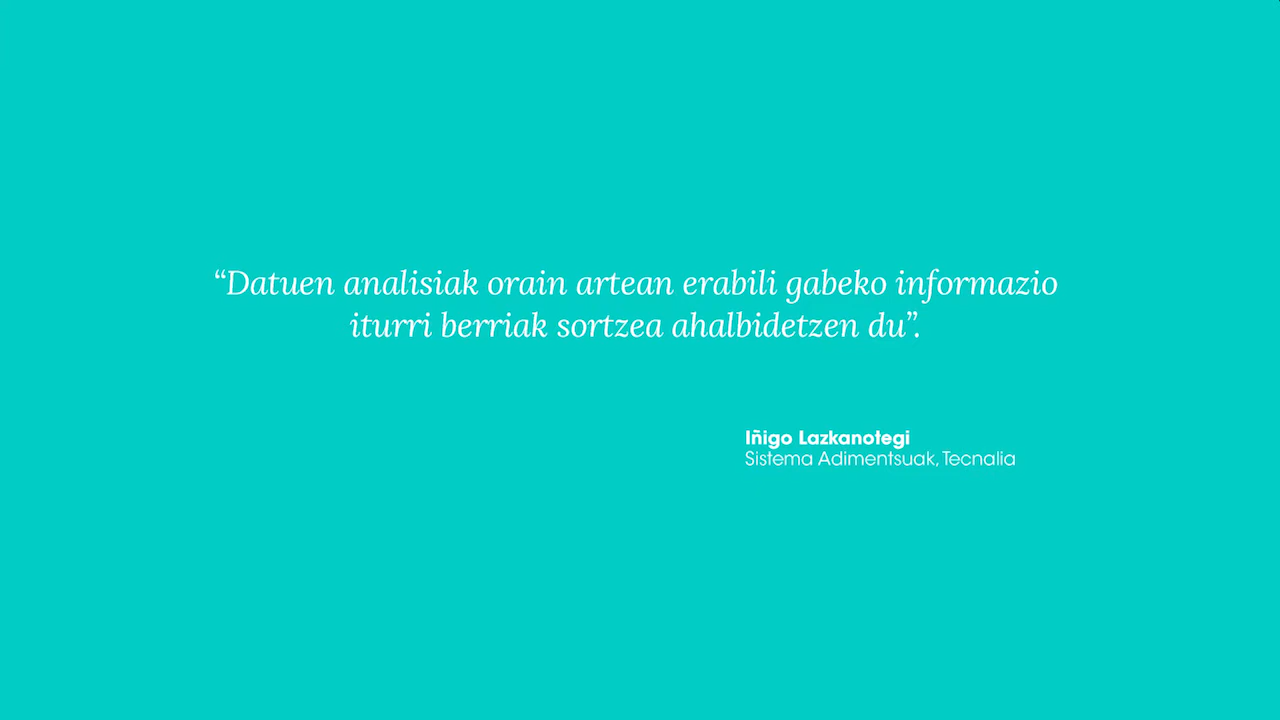 “Datuen analisiak orain artean erabili gabeko informazio
iturri berriak sortzea ahalbidetzen du”.
Iñigo Lazkanotegi
Sistema Adimentsuak, Tecnalia